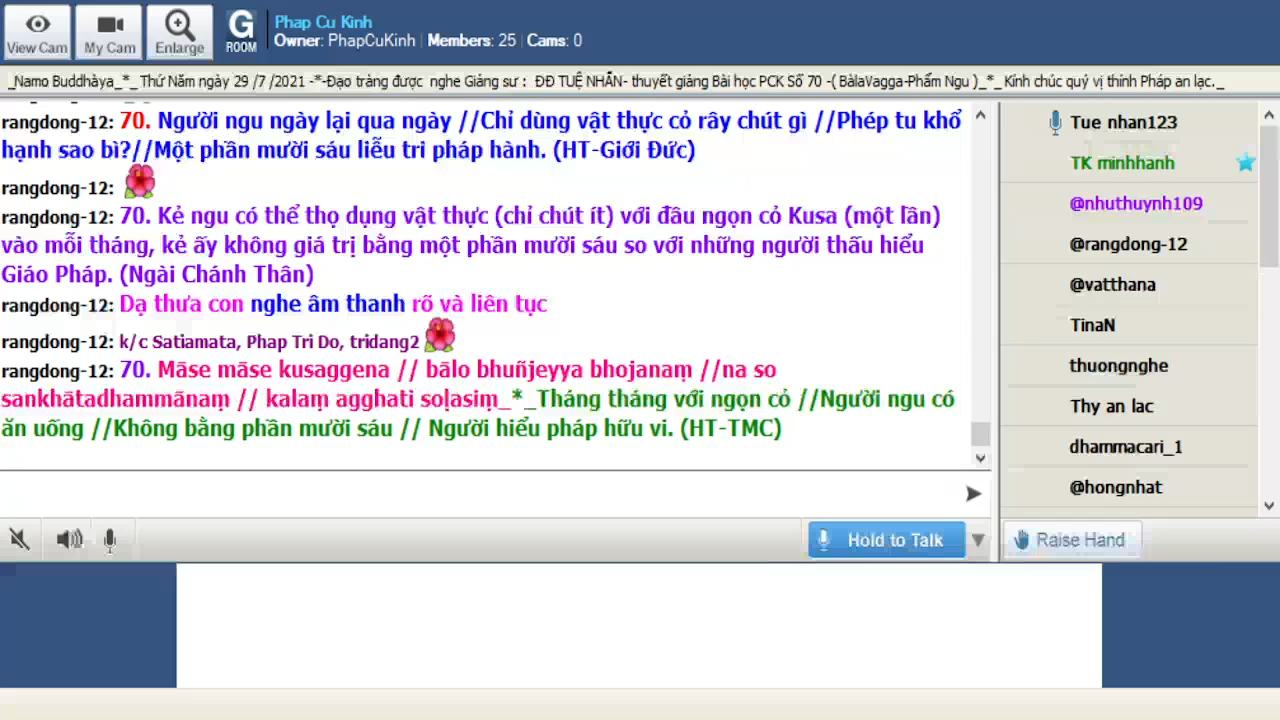 View Cam
My Cam
Enlarge
G
ROOM
Phap Cu Kinh
Owner: PhapCuKinh | Members: 25 | Cams: 0
_Namo Buddhàya_*_ Thứ Năm ngày 29 /7 /2021 -*-Đạo tràng được nghe Giảng sư : ĐĐ TUỆ NHẪN- thuyết giảng Bài học PCK Số 70 -( BàlaVagga-Phẩm Ngu )_*_ Kính chúc quý vị thính Pháp an lạc._
rangdong-12: 70. Người ngu ngày lại qua ngày //Chỉ dùng vật thực cỏ rây chút gì //Phép tu khổ
hạnh sao bì?//Một phần mười sáu liễu tri pháp hành. (HT-Giới Đức)
rangdong-12:
rangdong-12: 70. Kẻ ngu có thể thọ dụng vật thực (chỉ chút ít) với đầu ngọn cỏ Kusa (một lần)
vào mỗi tháng, kẻ ấy không giá trị bằng một phần mười sáu so với những người thấu hiểu
Giáo Pháp. (Ngài Chánh Thân)
rangdong-12: Dạ thưa con nghe âm thanh rõ và liên tục
rangdong-12: k/c Satiamata, Phap Tri Do, tridang2
rangdong-12: 70. Māse māse kusaggena // bālo bhuñjeyya bhojanaṃ //na so
sankhātadhammānaṃ // kalaṃ agghati soḷasiṃ_*_Tháng tháng với ngọn cỏ //Người ngu có
ăn uống //Không bằng phần mười sáu // Người hiểu pháp hữu vi. (HT-TMC)
Tue nhan123
TK minhhanh
@nhuthuynh109
@rangdong-12
@vatthana
TinaN
thuongnghe
Thy an lac
dhammacari_1
@hongnhat
Hold to Talk
Raise Hand